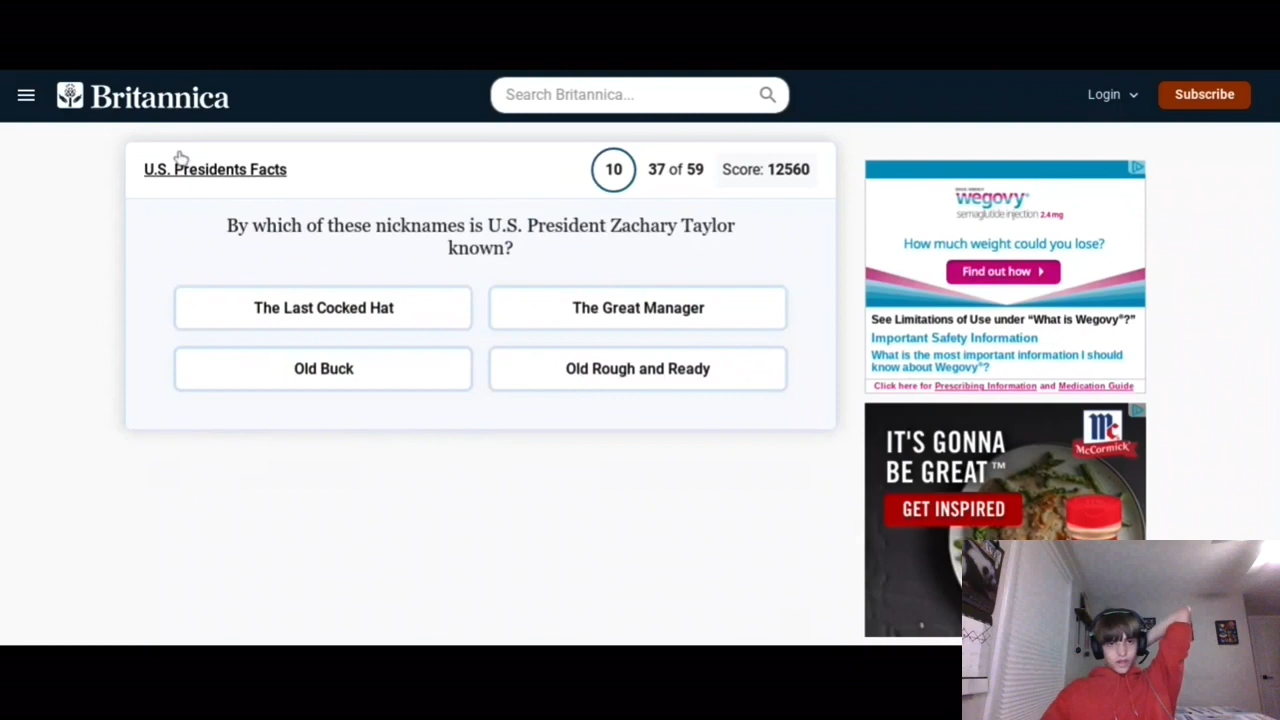 Britannica
Search Britannica...
Login
Subscribe
U.S. Presidents Facts
10
37 of 59
Score: 12560
By which of these nicknames is U.S. President Zachary Taylor
known?
The Last Cocked Hat
The Great Manager
Old Buck
Old Rough and Ready
wegovy
semaglutide injection 2.4 mg
How much weight could you lose?
Find out how
See Limitations of Use under “What is Wegovy®?”
Important Safety Information
What is the most important information I should
know about Wegovy®?
Click here for Prescribing Information and Medication Guide
IT'S GONNA
BE GREAT™
GET INSPIRED
Mc
McCormick